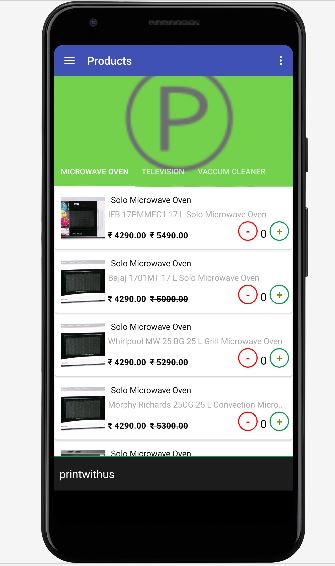 Products
P
MICROWAVE OVEN TELEVISION VACCUM CLEANER
Solo Microwave Oven
IFB 17PMMEC1 17 L Solo Microwave Oven
₹ 4290.00 ₹ 5490.00 - 0 +
Solo Microwave Oven
Bajaj 1701MT 17 L Solo Microwave Oven
₹ 4290.00 ₹ 5000.00 - 0 +
Solo Microwave Oven
Whirlpool MW 25 BG 25 L Grill Microwave Oven
₹ 4290.00 ₹ 5290.00 - 0 +
Solo Microwave Oven
Morphy Richards 25CG 25 L Convection Micro..
₹ 4290.00 ₹ 5300.00 - 0 +
Solo Microwave Oven
printwithus